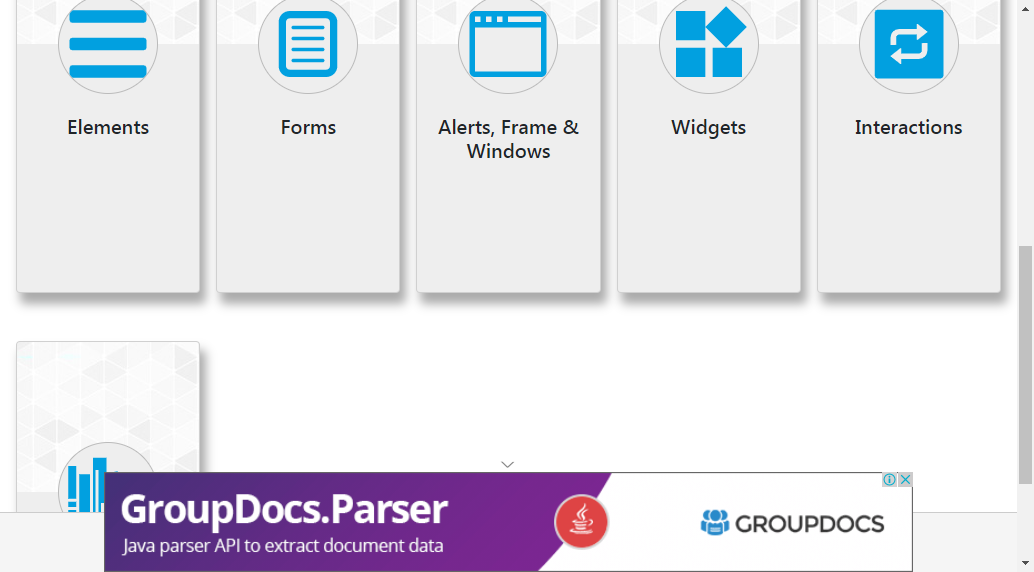 Elements
Forms
Alerts, Frame &
Windows
Widgets
Interactions
GroupDocs.Parser
Java parser API to extract document data
GROUPDOCS